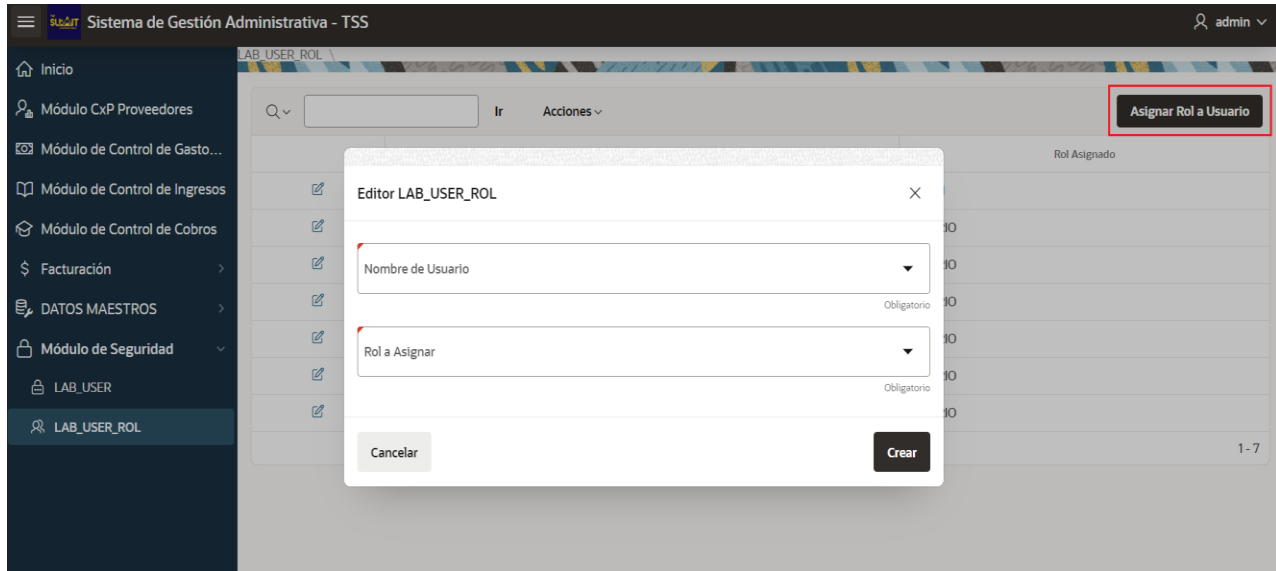 Sistema de Gestión Administrativa - TSS
admin
LAB_USER_ROL \
Inicio
Módulo CxP Proveedores
Módulo de Control de Gasto...
Módulo de Control de Ingresos
Módulo de Control de Cobros
Facturación
DATOS MAESTROS
Módulo de Seguridad
LAB_USER
LAB_USER_ROL
Ir
Acciones
Asignar Rol a Usuario
Rol Asignado
Editor LAB_USER_ROL
Nombre de Usuario
Obligatorio
Rol a Asignar
Obligatorio
Cancelar
Crear
1 - 7